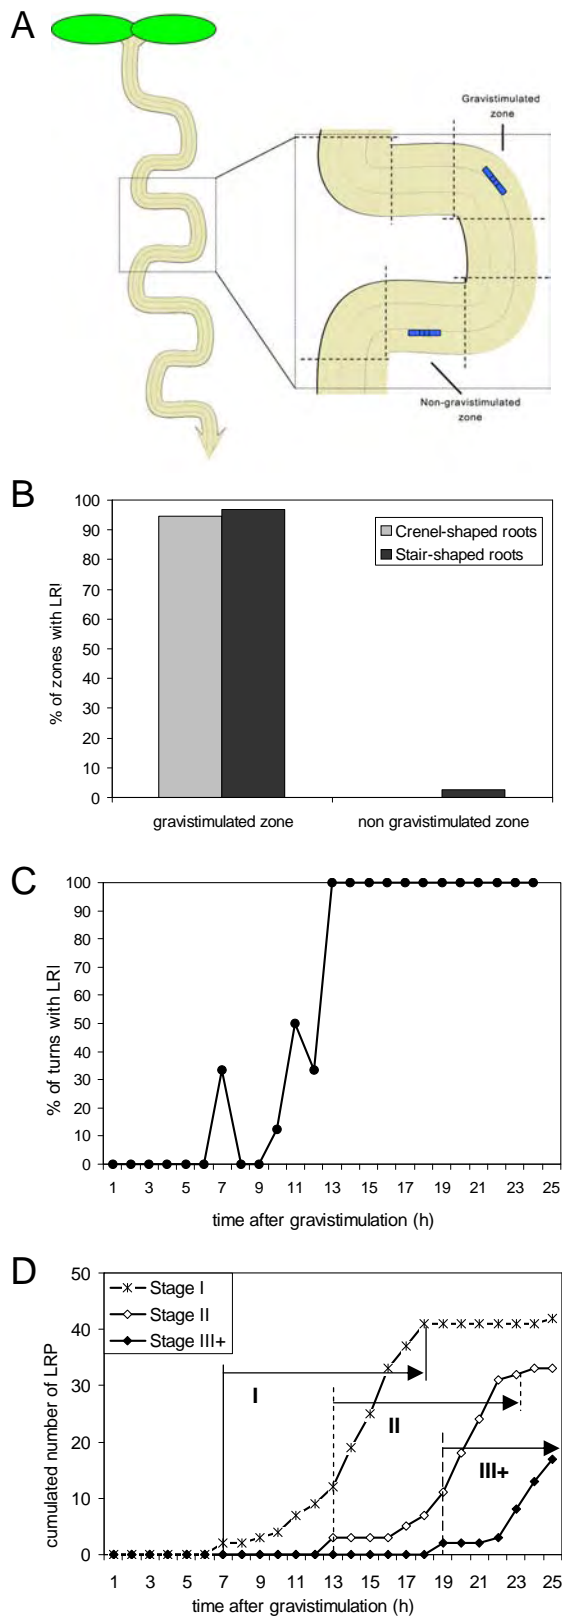 A
Gravistimulated
zone
Non-gravistimulated
zone
B
100
90
80
70
60
50
40
30
20
10
0
% of zones with LRI
Crenel-shaped roots
Stair-shaped roots
gravistimulated zone non gravistimulated zone
C
100
90
80
70
60
50
40
30
20
10
0
% of turns with LRI
1 3 5 7 9 11 13 15 17 19 21 23 25
time after gravistimulation (h)
D
50
40
30
20
10
0
cumulated number of LRP
Stage I
Stage II
Stage III+
I
II
III+
1 3 5 7 9 11 13 15 17 19 21 23 25
time after gravistimulation (h)